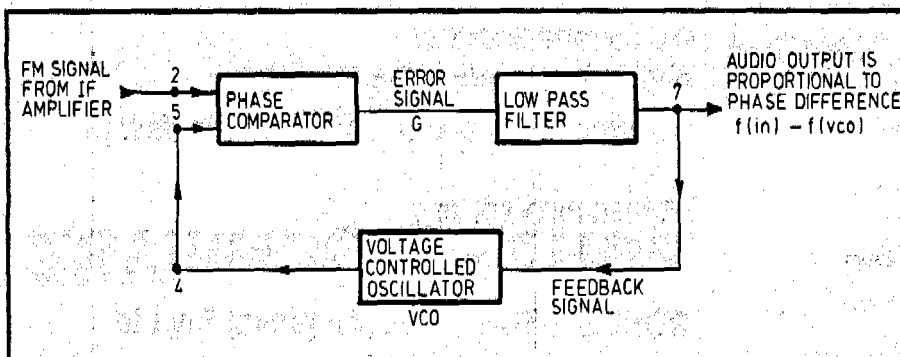 FM SIGNAL
FROM IF
AMPLIFIER
2
5
PHASE
COMPARATOR
ERROR
SIGNAL
G
LOW PASS
FILTER
7
AUDIO OUTPUT IS
PROPORTIONAL TO
PHASE DIFFERENCE
f(in) – f(vco)
4
VOLTAGE
CONTROLLED
OSCILLATOR
VCO
FEEDBACK
SIGNAL